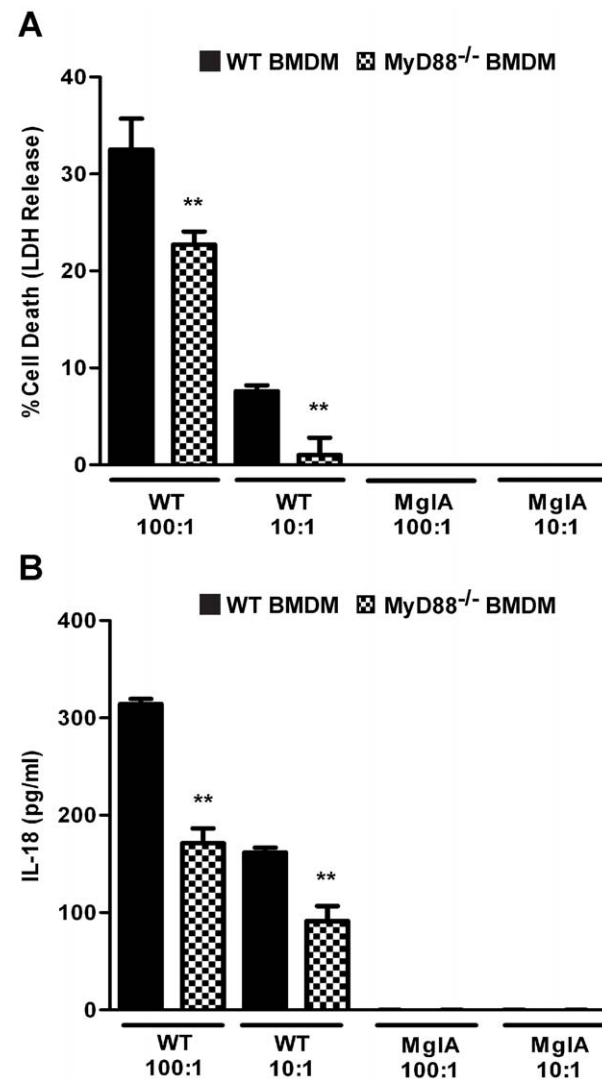 A
WT BMDM MyD88-/- BMDM
40
30
20
10
0
%Cell Death (LDH Release)
**
**
WT WT MglA MglA
100:1 10:1 100:1 10:1
B
WT BMDM MyD88-/- BMDM
400
300
200
100
0
IL-18 (pg/ml)
**
**
WT WT MglA MglA
100:1 10:1 100:1 10:1